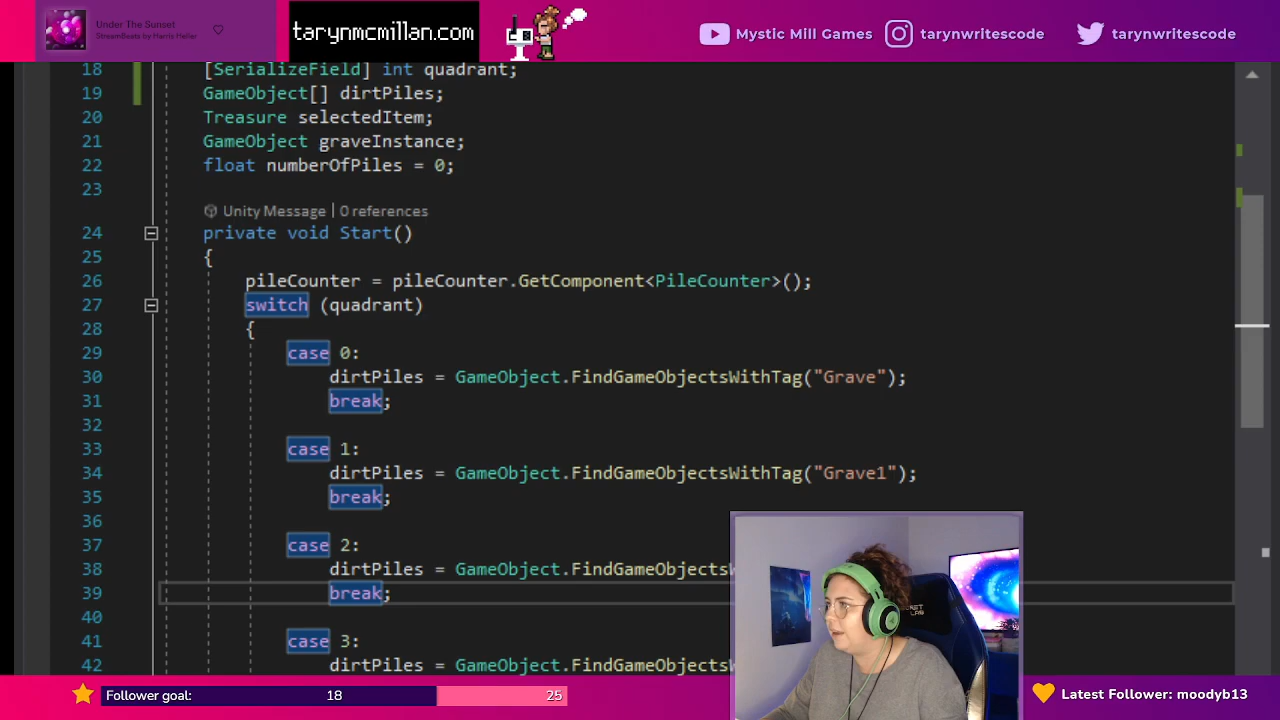 Under The Sunset
StreamBeats by Harris Heller
tarynmcmillan.com
Mystic Mill Games
tarynwritescode
tarynwritescode
18 [SerializeField] int quadrant;
19 GameObject[] dirtPiles;
20 Treasure selectedItem;
21 GameObject graveInstance;
22 float numberOfPiles = 0;
23
Unity Message | 0 references
24 private void Start()
25 {
26 pileCounter = pileCounter.GetComponent<PileCounter>();
27 switch (quadrant)
28 {
29 case 0:
30 dirtPiles = GameObject.FindGameObjectsWithTag("Grave");
31 break;
32
33 case 1:
34 dirtPiles = GameObject.FindGameObjectsWithTag("Grave1");
35 break;
36
37 case 2:
38 dirtPiles = GameObject.FindGameObjectsW
39 break;
40
41 case 3:
42 dirtPiles = GameObject.FindGameObjectsW
Follower goal: 18 25
Latest Follower: moodyb13